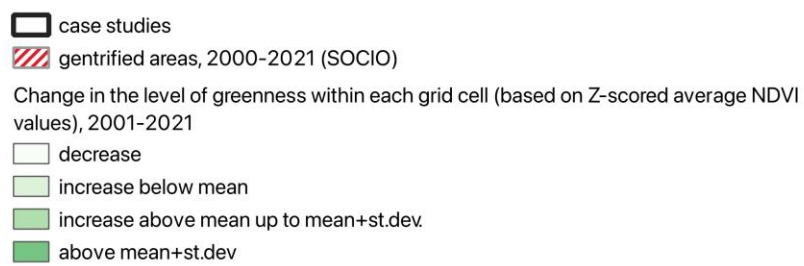 case studies
gentrified areas, 2000-2021 (SOCIO)
Change in the level of greenness within each grid cell (based on Z-scored average NDVI
values), 2001-2021
decrease
increase below mean
increase above mean up to mean+st.dev.
above mean+st.dev